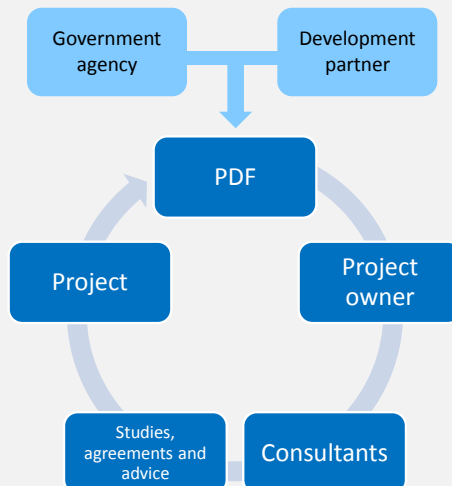 Government
agency
Development
partner
PDF
Project
owner
Consultants
Studies,
agreements and
advice
Project